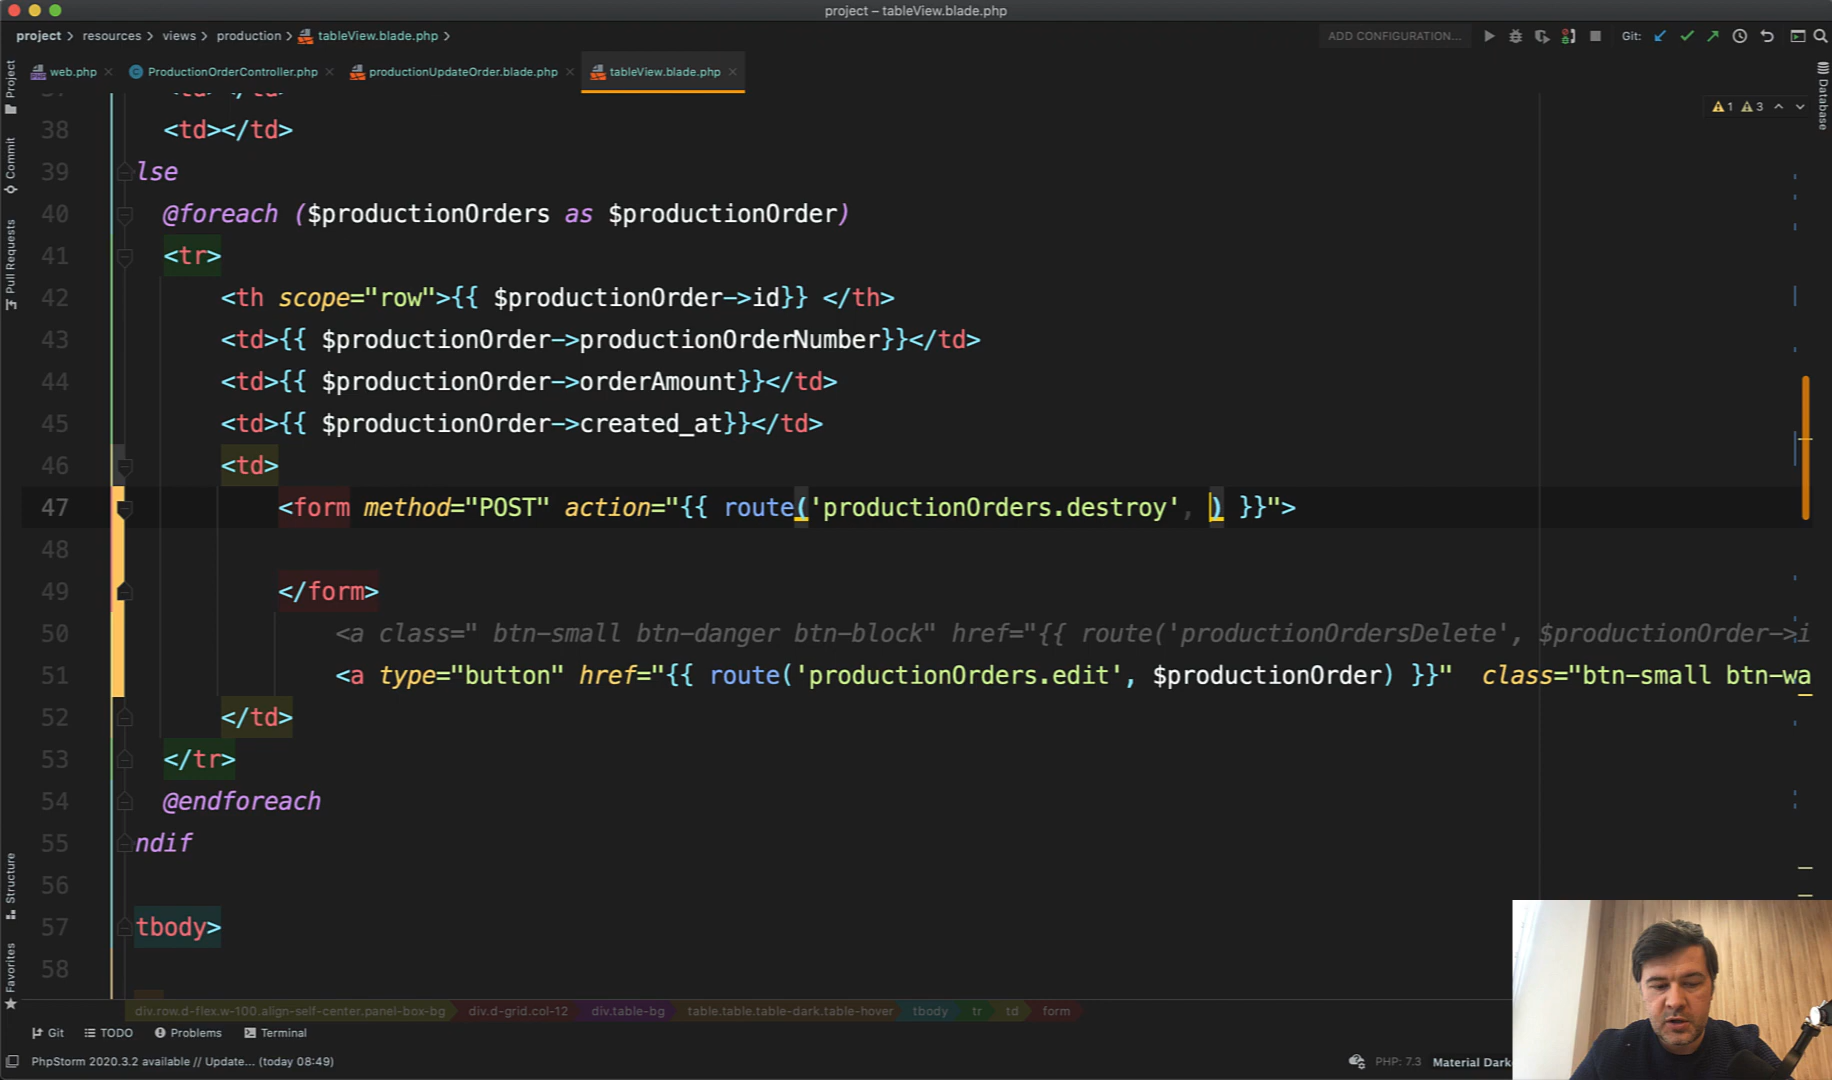 project – tableView.blade.php
project > resources > views > production > tableView.blade.php >
ADD CONFIGURATION...
Git:
web.php
ProductionOrderController.php
productionUpdateOrder.blade.php
tableView.blade.php
Project
Commit
Pull Requests
Structure
Favorites
Database
1 3
38 <td></td>
39 lse
40 @foreach ($productionOrders as $productionOrder)
41 <tr>
42 <th scope="row">{{ $productionOrder->id}} </th>
43 <td>{{ $productionOrder->productionOrderNumber}}</td>
44 <td>{{ $productionOrder->orderAmount}}</td>
45 <td>{{ $productionOrder->created_at}}</td>
46 <td>
47 <form method="POST" action="{{ route('productionOrders.destroy', ) }}">
48
49 </form>
50 <a class=" btn-small btn-danger btn-block" href="{{ route('productionOrdersDelete', $productionOrder->i
51 <a type="button" href="{{ route('productionOrders.edit', $productionOrder) }}" class="btn-small btn-wa
52 </td>
53 </tr>
54 @endforeach
55 ndif
56
57 tbody>
58
div.row.d-flex.w-100.align-self-center.panel-box-bg div.d-grid.col-12 div.table-bg table.table.table-dark.table-hover tbody tr td form
Git TODO Problems Terminal
PhpStorm 2020.3.2 available // Update... (today 08:49)
PHP: 7.3 Material Dark